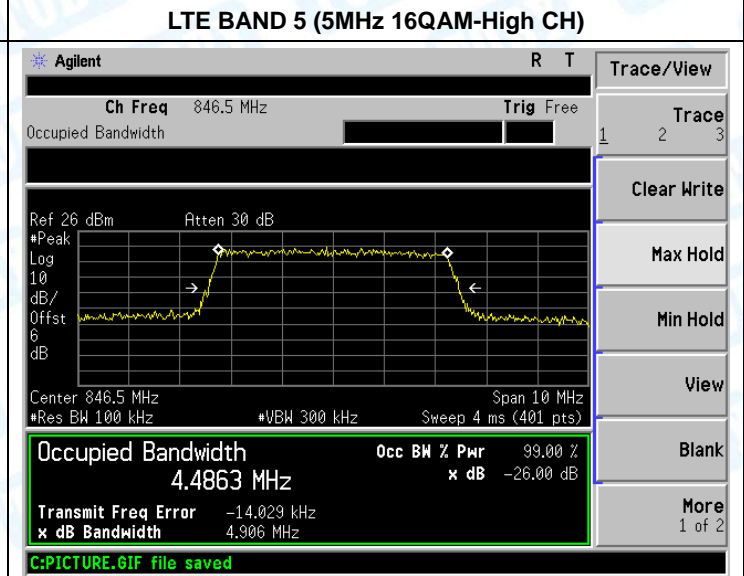 LTE BAND 5 (5MHz 16QAM-High CH)
Agilent R T
Trace/View
Ch Freq 846.5 MHz Trig Free
Occupied Bandwidth
Trace
1 2 3
Clear Write
Ref 26 dBm Atten 30 dB
#Peak
Log
10
dB/
Offst
6
dB
Max Hold
Min Hold
Center 846.5 MHz Span 10 MHz
#Res BW 100 kHz #VBW 300 kHz Sweep 4 ms (401 pts)
View
Occupied Bandwidth Occ BW % Pwr 99.00 %
4.4863 MHz x dB -26.00 dB
Blank
Transmit Freq Error -14.029 kHz
x dB Bandwidth 4.906 MHz
More
1 of 2
C:PICTURE.GIF file saved